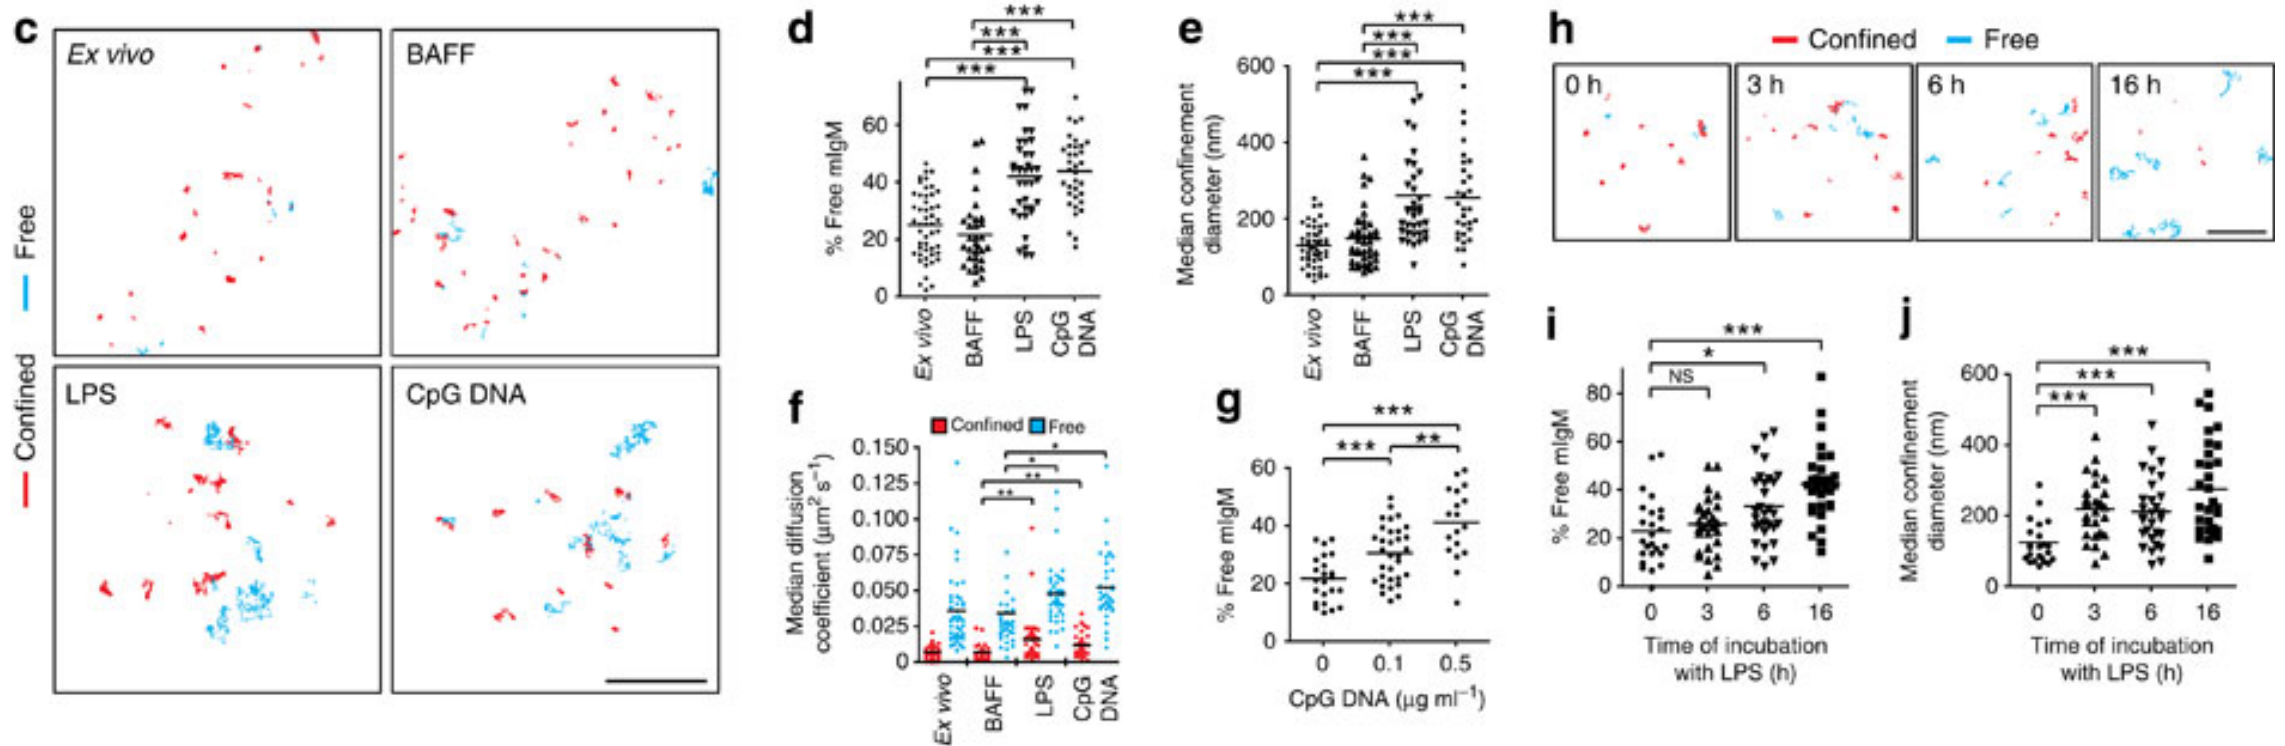 c
Ex vivo
BAFF
LPS
CpG DNA
Confined
Free
d
***
***
***
***
% Free mIgM
60
40
20
0
Ex vivo
BAFF
LPS
CpG
DNA
e
***
***
***
***
Median confinement
diameter (nm)
600
400
200
0
Ex vivo
BAFF
LPS
CpG
DNA
f
Confined
Free
Median diffusion
coefficient (μm² s⁻¹)
0.150
0.125
0.100
0.075
0.050
0.025
0
*
*
**
**
Ex vivo
BAFF
LPS
CpG
DNA
g
***
***
**
% Free mIgM
60
40
20
0
0
0.1
0.5
CpG DNA (μg ml⁻¹)
h
Confined
Free
0 h
3 h
6 h
16 h
i
***
*
NS
% Free mIgM
80
60
40
20
0
0
3
6
16
Time of incubation
with LPS (h)
j
***
***
***
Median confinement
diameter (nm)
600
400
200
0
0
3
6
16
Time of incubation
with LPS (h)